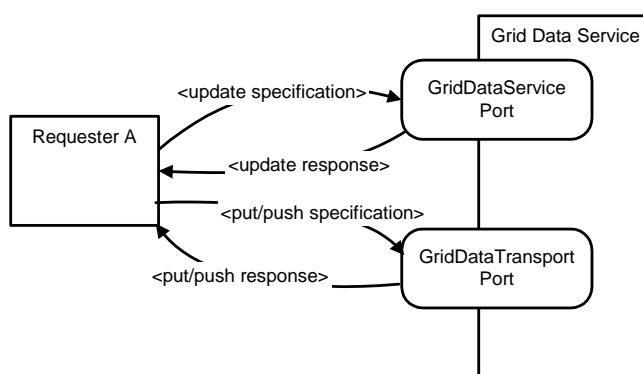 Grid Data Service
<update specification>
GridDataService
Port
Requester A
<update response>
<put/push specification>
GridDataTransport
Port
<put/push response>